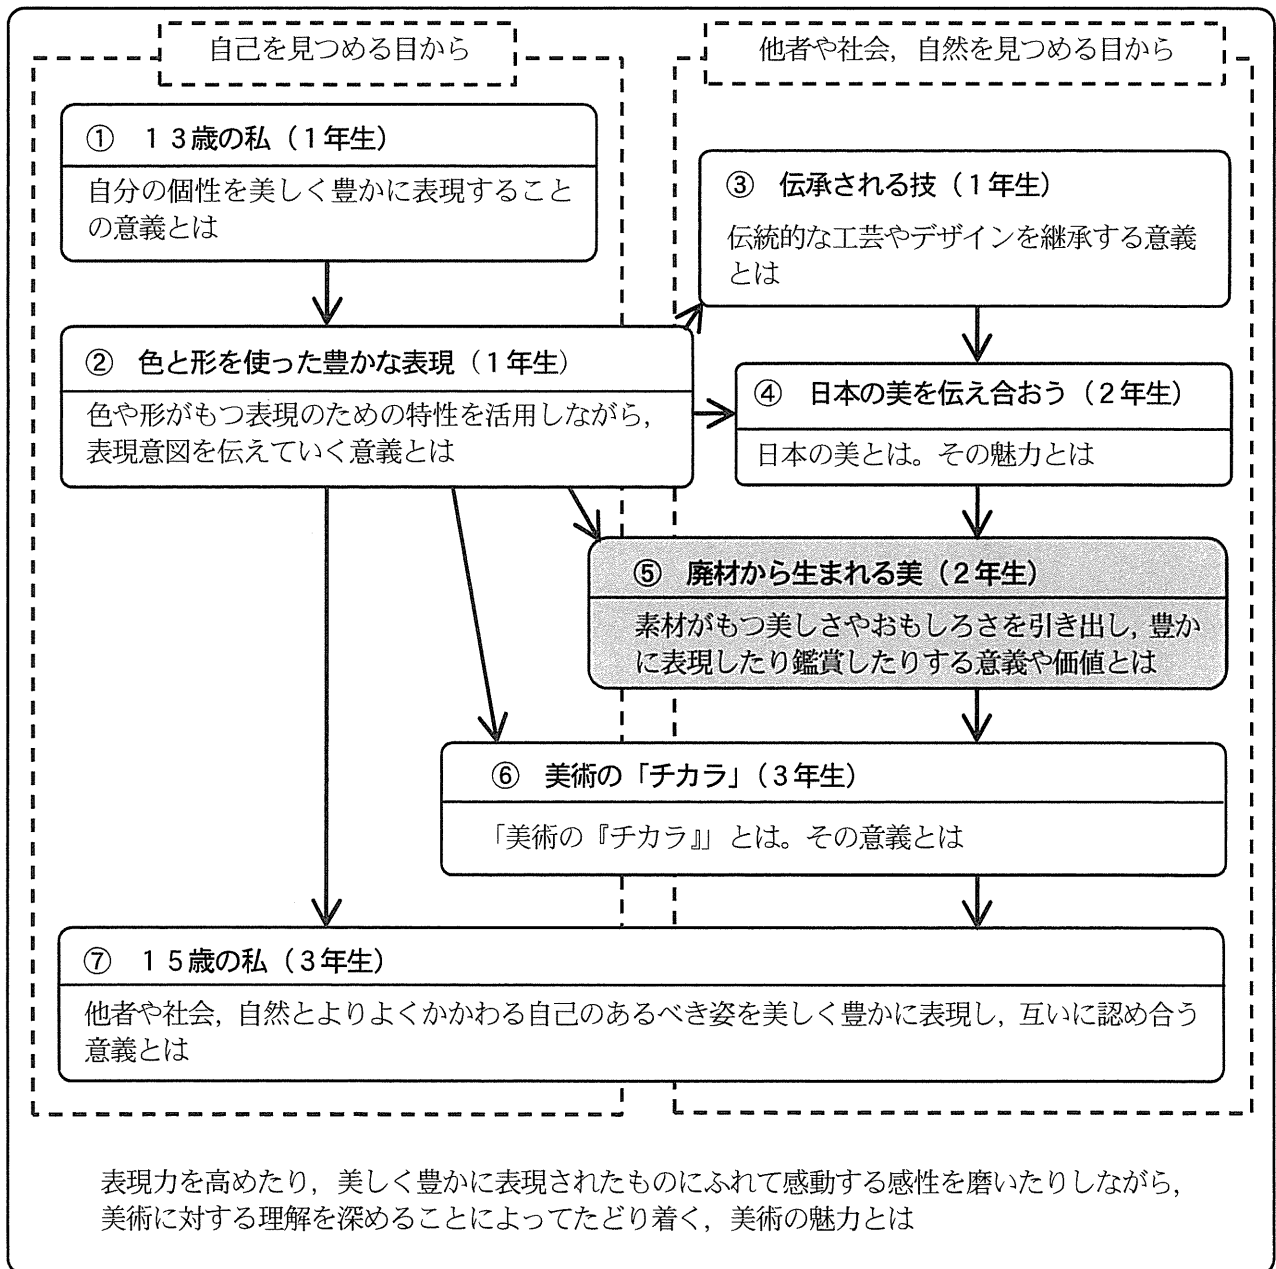 自己を見つめる目から
他者や社会，自然を見つめる目から
① １３歳の私（１年生）
自分の個性を美しく豊かに表現すること
の意義とは
② 色と形を使った豊かな表現（１年生）
色や形がもつ表現のための特性を活用しながら，
表現意図を伝えていく意義とは
③ 伝承される技（１年生）
伝統的な工芸やデザインを継承する意義
とは
④ 日本の美を伝え合おう（２年生）
日本の美とは。その魅力とは
⑤ 廃材から生まれる美（２年生）
素材がもつ美しさやおもしろさを引き出し，豊か
に表現したり鑑賞したりする意義や価値とは
⑥ 美術の「チカラ」（３年生）
「美術の『チカラ』」とは。その意義とは
⑦ １５歳の私（３年生）
他者や社会，自然とよりよくかかわる自己のあるべき姿を美しく豊かに表現し，互いに認め合う
意義とは
表現力を高めたり，美しく豊かに表現されたものにふれて感動する感性を磨いたりしながら，
美術に対する理解を深めることによってたどり着く，美術の魅力とは